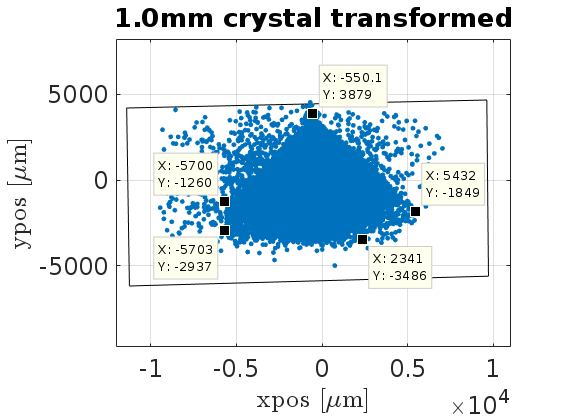 1.0mm crystal transformed
X: -550.1
Y: 3879
5000
X: -5700
Y: -1260
X: 5432
Y: -1849
0
ypos [μm]
X: -5703
Y: -2937
X: 2341
Y: -3486
-5000
-1
-0.5
0
0.5
1
xpos [μm]
×10^4